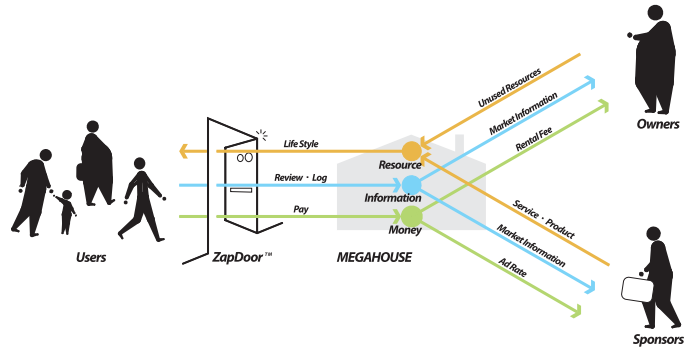 Unused Resources
Market Information
Rental Fee
Owners
Life Style
Resource
Review・Log
Information
Pay
Money
Service・Product
Market Information
Ad Rate
Users
ZapDoor™
MEGAHOUSE
Sponsors